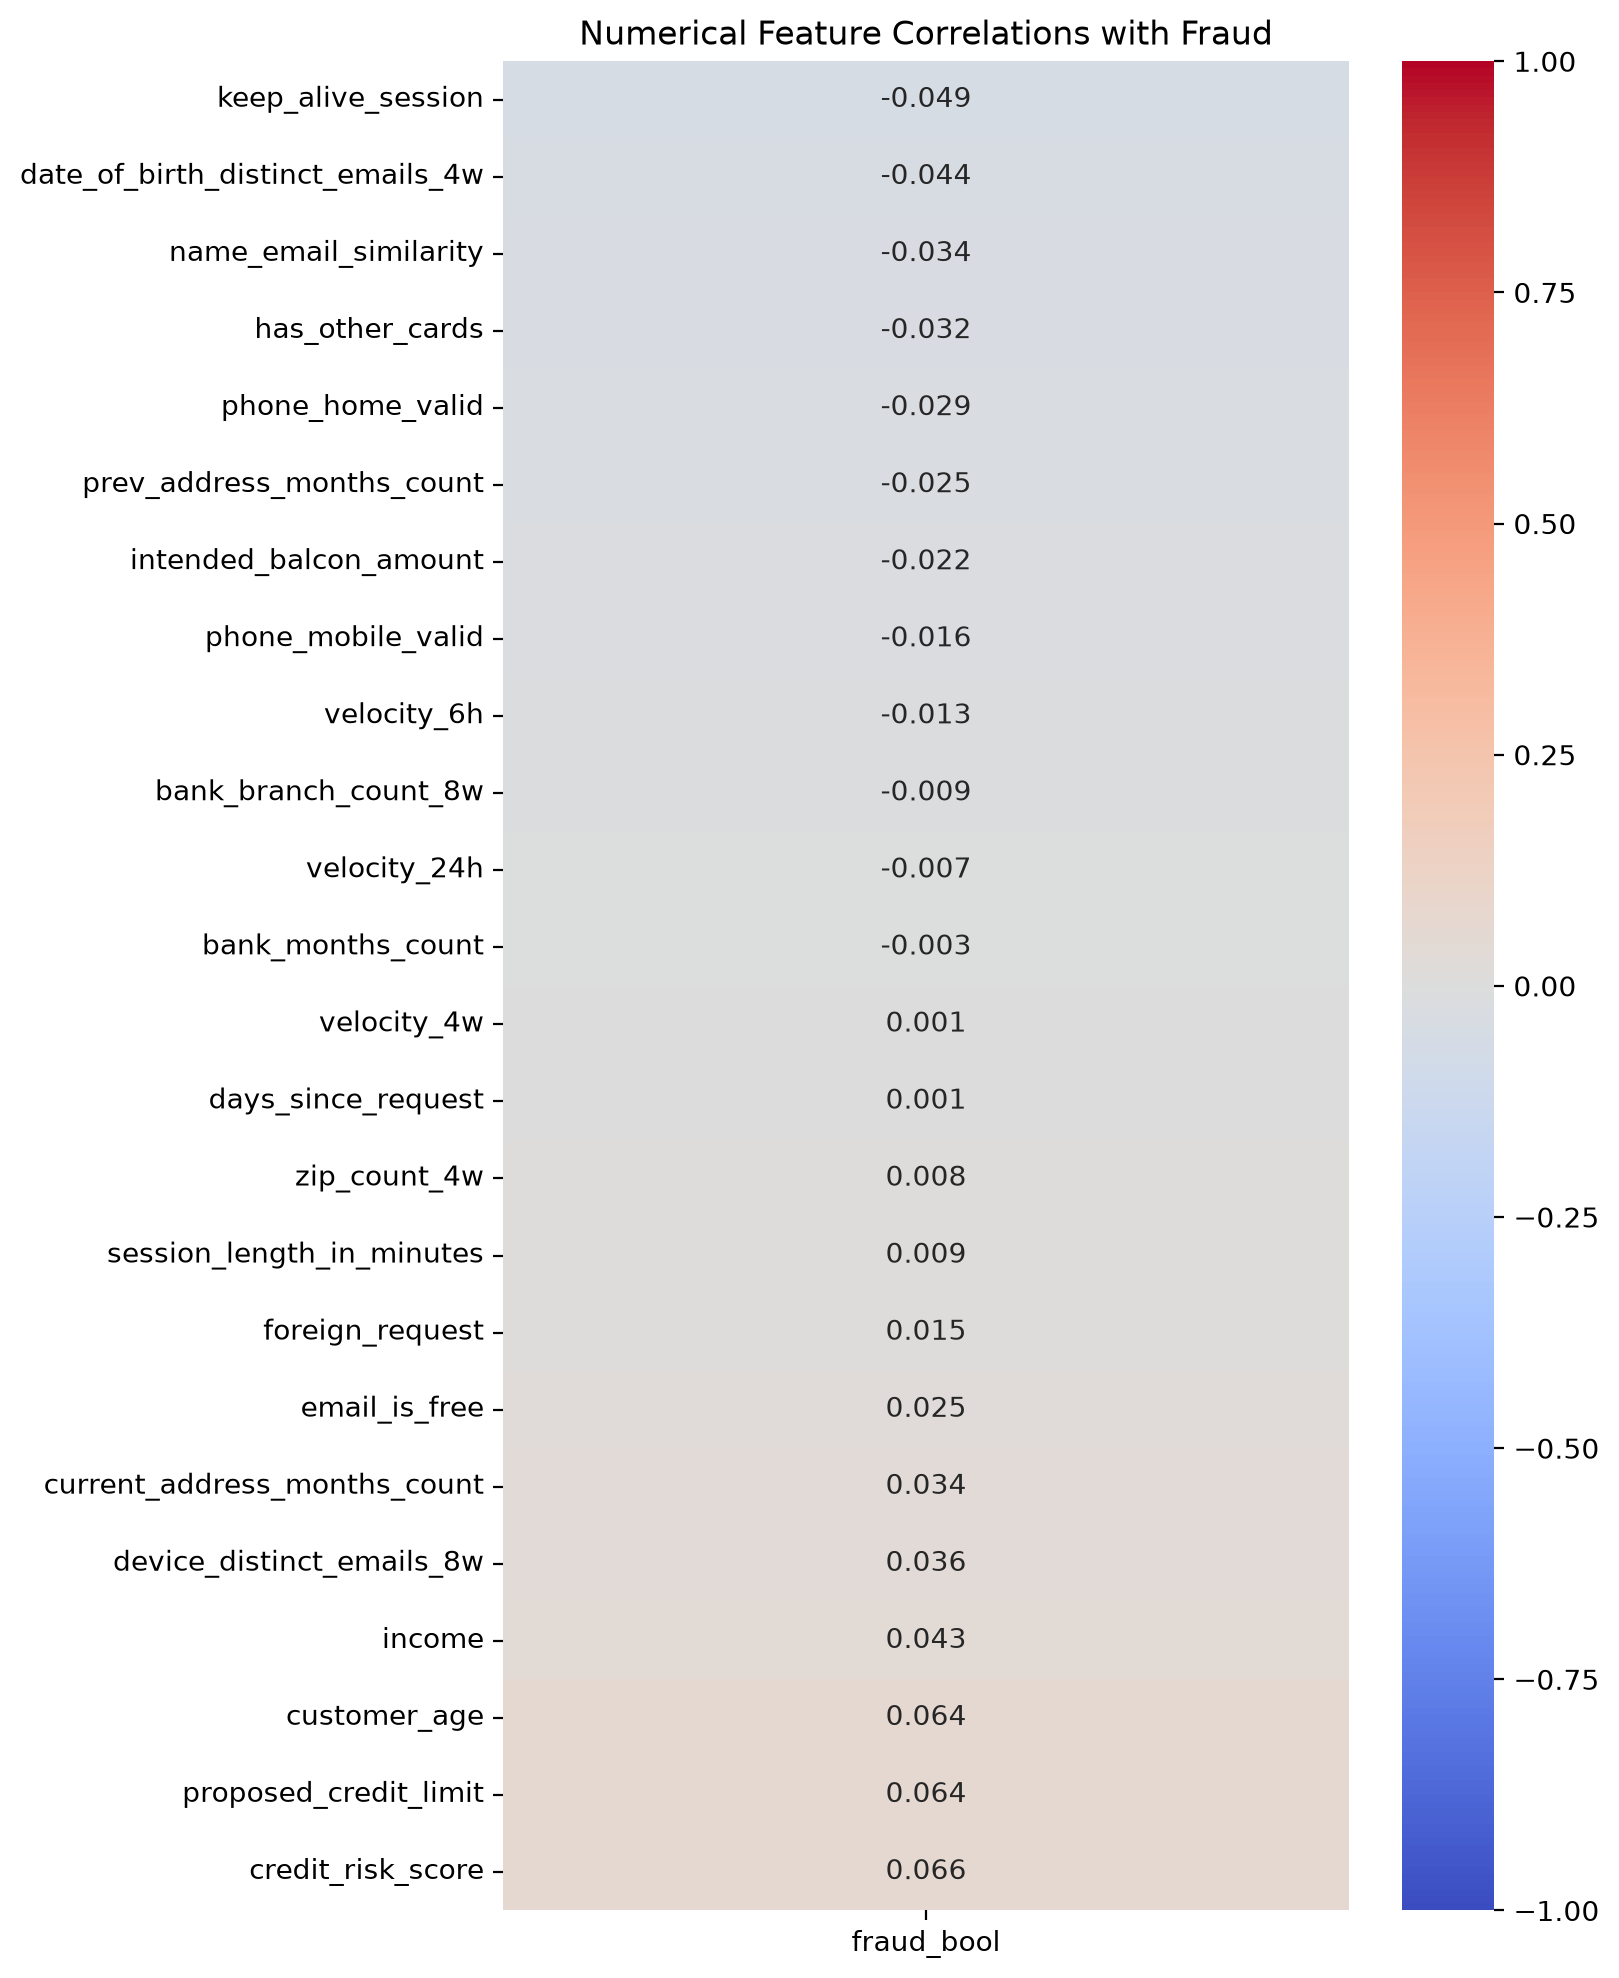 Numerical Feature Correlations with Fraud
keep_alive_session -0.049
date_of_birth_distinct_emails_4w -0.044
name_email_similarity -0.034
has_other_cards -0.032
phone_home_valid -0.029
prev_address_months_count -0.025
intended_balcon_amount -0.022
phone_mobile_valid -0.016
velocity_6h -0.013
bank_branch_count_8w -0.009
velocity_24h -0.007
bank_months_count -0.003
velocity_4w 0.001
days_since_request 0.001
zip_count_4w 0.008
session_length_in_minutes 0.009
foreign_request 0.015
email_is_free 0.025
current_address_months_count 0.034
device_distinct_emails_8w 0.036
income 0.043
customer_age 0.064
proposed_credit_limit 0.064
credit_risk_score 0.066
fraud_bool
1.00
0.75
0.50
0.25
0.00
−0.25
−0.50
−0.75
−1.00